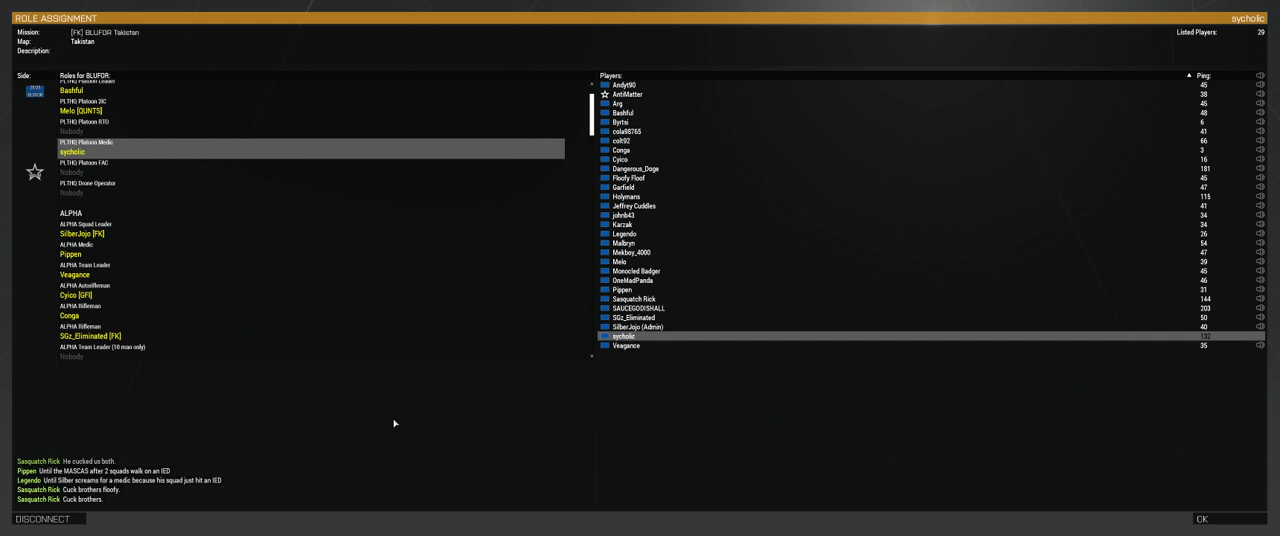 ROLE ASSIGNMENT
sycholic
Mission: [FK] BLUFOR Takistan
Listed Players: 29
Map: Takistan
Description:
Side:
Roles for BLUFOR:
BLUFOR
PLTHQ Platoon Leader
Bashful
PLTHQ Platoon 2iC
Melo [QUNTS]
PLTHQ Platoon RTO
Nobody
PLTHQ Platoon Medic
sycholic
PLTHQ Platoon FAC
Nobody
PLTHQ Drone Operator
Nobody
ALPHA
ALPHA Squad Leader
SilberJojo [FK]
ALPHA Medic
Pippen
ALPHA Team Leader
Veagance
ALPHA Autorifleman
Cyico [GFI]
ALPHA Rifleman
Conga
ALPHA Rifleman
SGz_Eliminated [FK]
ALPHA Team Leader (10 man only)
Nobody
Players: Ping:
Andyt90 45
AntiMatter 38
Arg 45
Bashful 48
Byrtsi 6
cola98765 41
colt92 66
Conga 3
Cyico 16
Dangerous_Doge 181
Floofy Floof 45
Garfield 47
Holymans 115
Jeffrey Cuddles 41
johnb43 34
Karzak 34
Legendo 26
Malbryn 54
Mekboy_4000 47
Melo 39
Monocled Badger 45
OneMadPanda 46
Pippen 31
Sasquatch Rick 144
SAUCEGODISHALL 203
SGz_Eliminated 50
SilberJojo (Admin) 40
sycholic
Veagance 35
Sasquatch Rick He cucked us both.
Pippen Until the MASCAS after 2 squads walk on an IED
Legendo Until Silber screams for a medic because his squad just hit an IED
Sasquatch Rick Cuck brothers floofy.
Sasquatch Rick Cuck brothers.
DISCONNECT
OK